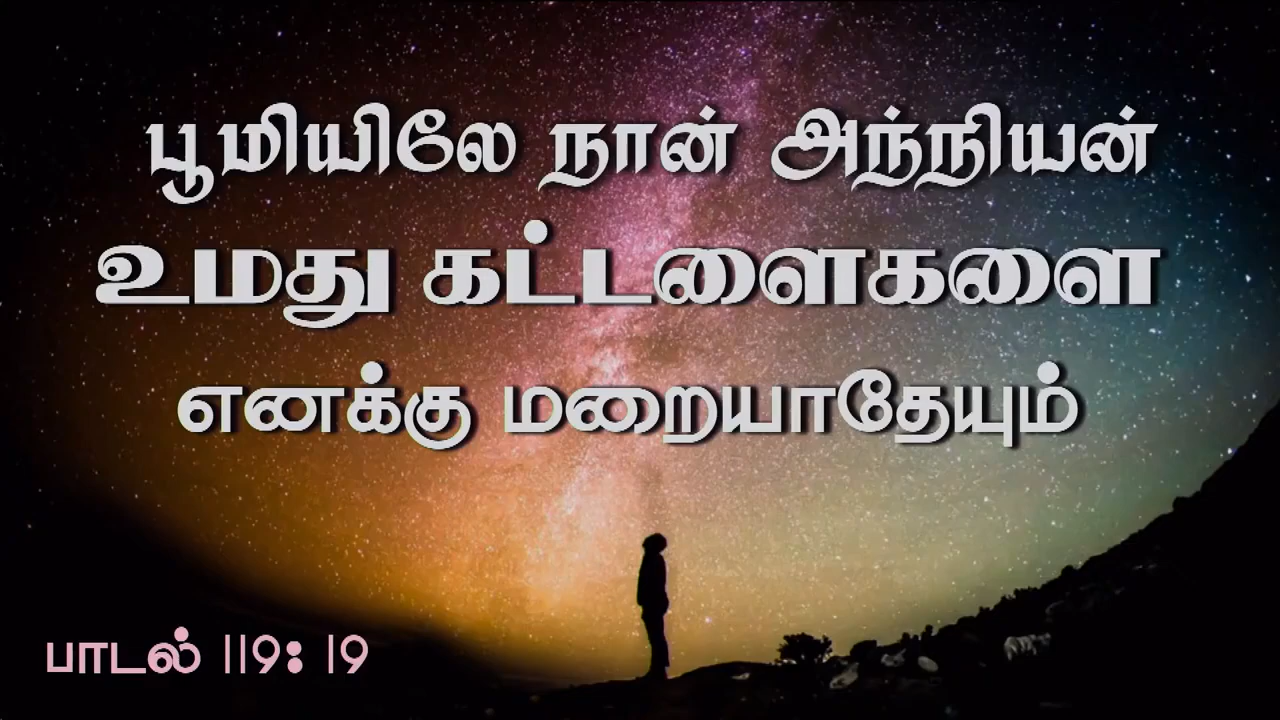 பூமியிலே நான் அந்நியன்
உமது கட்டளைகளை
எனக்கு மறையாதேயும்
பாடல் 119: 19